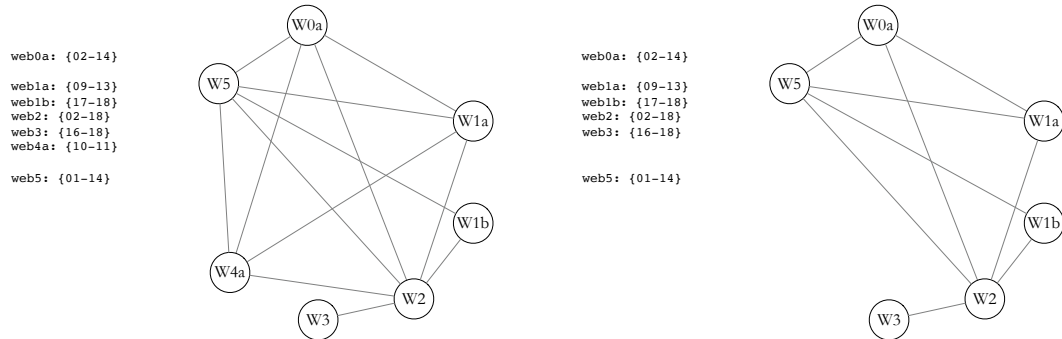 W0a
web0a: {02-14}
W5
web1a: {09-13}
web1b: {17-18}
web2: {02-18}
web3: {16-18}
web4a: {10-11}
web5: {01-14}
W1a
W1b
W4a
W2
W3
W0a
web0a: {02-14}
W5
web1a: {09-13}
web1b: {17-18}
web2: {02-18}
web3: {16-18}
web5: {01-14}
W1a
W1b
W2
W3